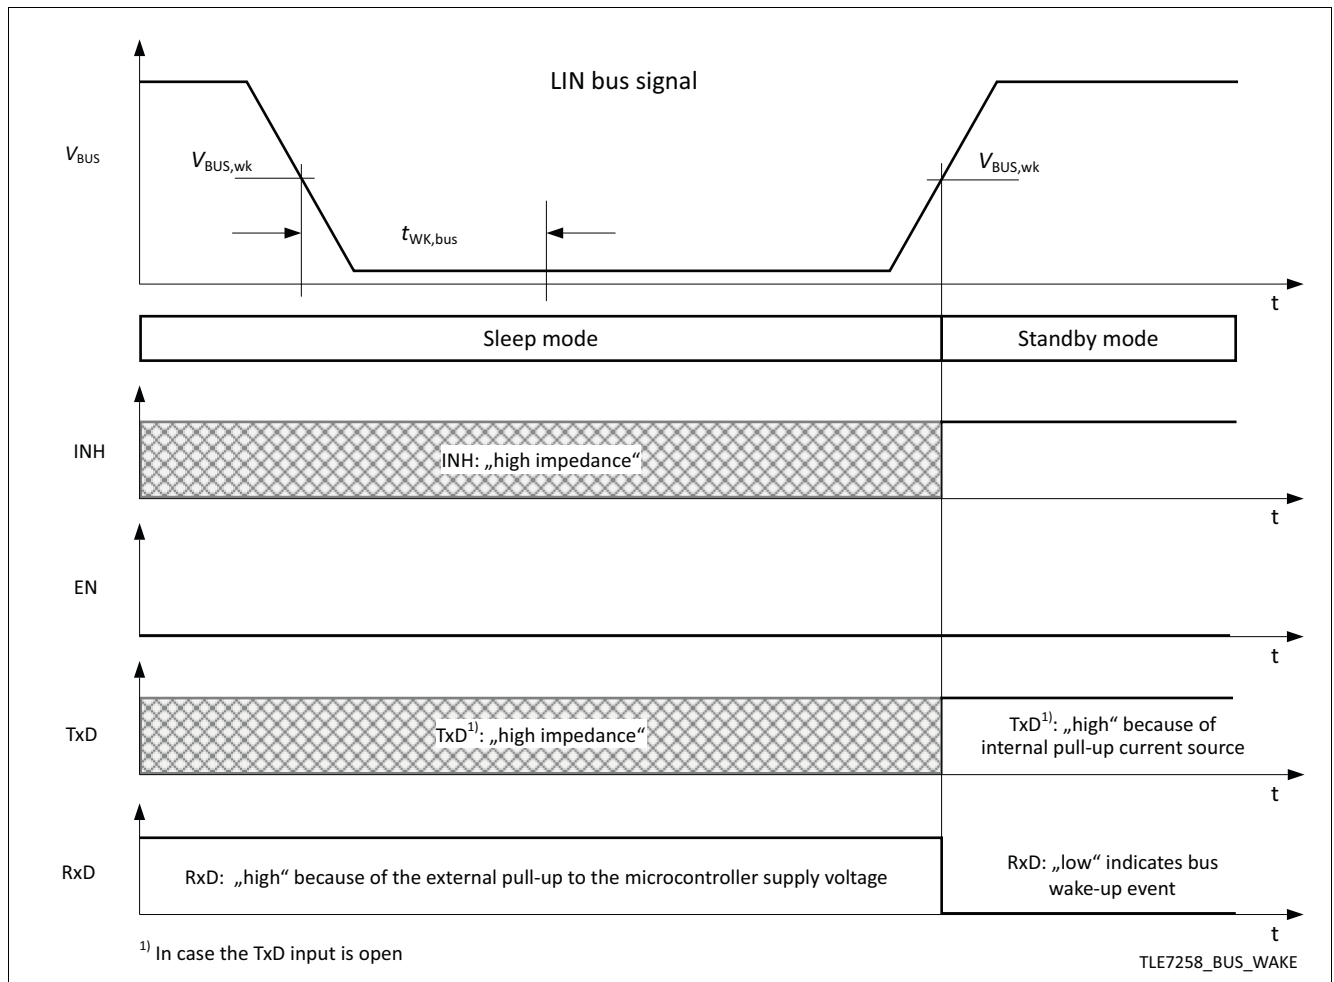 LIN bus signal
VBUS
VBUS,wk
VBUS,wk
tWK,bus
t
Sleep mode
Standby mode
INH
INH: „high impedance“
t
EN
t
TxD
TxD1): „high impedance“
TxD1): „high“ because of
internal pull-up current source
t
RxD
RxD: „high“ because of the external pull-up to the microcontroller supply voltage
RxD: „low“ indicates bus
wake-up event
t
1) In case the TxD input is open
TLE7258_BUS_WAKE